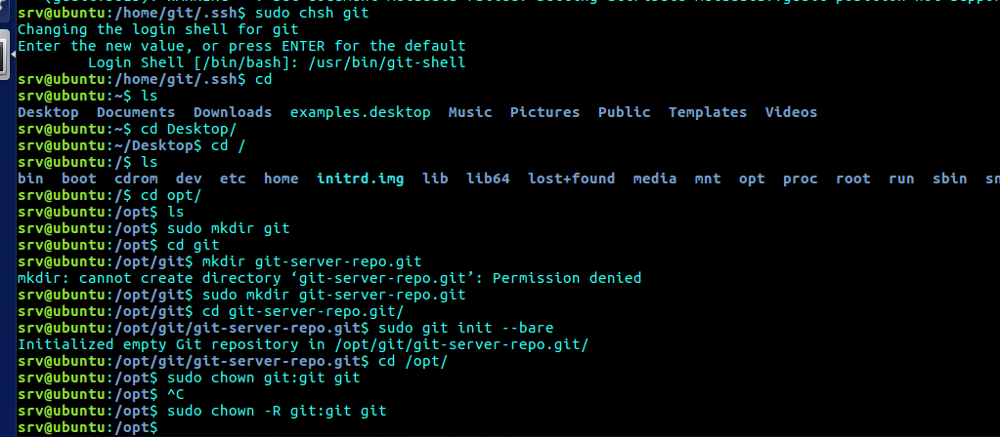 srv@ubuntu:/home/git/.ssh$ sudo chsh git
Changing the login shell for git
Enter the new value, or press ENTER for the default
        Login Shell [/bin/bash]: /usr/bin/git-shell
srv@ubuntu:/home/git/.ssh$ cd
srv@ubuntu:~$ ls
Desktop  Documents  Downloads  examples.desktop  Music  Pictures  Public  Templates  Videos
srv@ubuntu:~$ cd Desktop/
srv@ubuntu:~/Desktop$ cd /
srv@ubuntu:/$ ls
bin  boot  cdrom  dev  etc  home  initrd.img  lib  lib64  lost+found  media  mnt  opt  proc  root  run  sbin
srv@ubuntu:/$ cd opt/
srv@ubuntu:/opt$ ls
srv@ubuntu:/opt$ sudo mkdir git
srv@ubuntu:/opt$ cd git
srv@ubuntu:/opt/git$ mkdir git-server-repo.git
mkdir: cannot create directory ‘git-server-repo.git’: Permission denied
srv@ubuntu:/opt/git$ sudo mkdir git-server-repo.git
srv@ubuntu:/opt/git$ cd git-server-repo.git/
srv@ubuntu:/opt/git/git-server-repo.git$ sudo git init --bare
Initialized empty Git repository in /opt/git/git-server-repo.git/
srv@ubuntu:/opt/git/git-server-repo.git$ cd /opt/
srv@ubuntu:/opt$ sudo chown git:git git
srv@ubuntu:/opt$ ^C
srv@ubuntu:/opt$ sudo chown -R git:git git
srv@ubuntu:/opt$